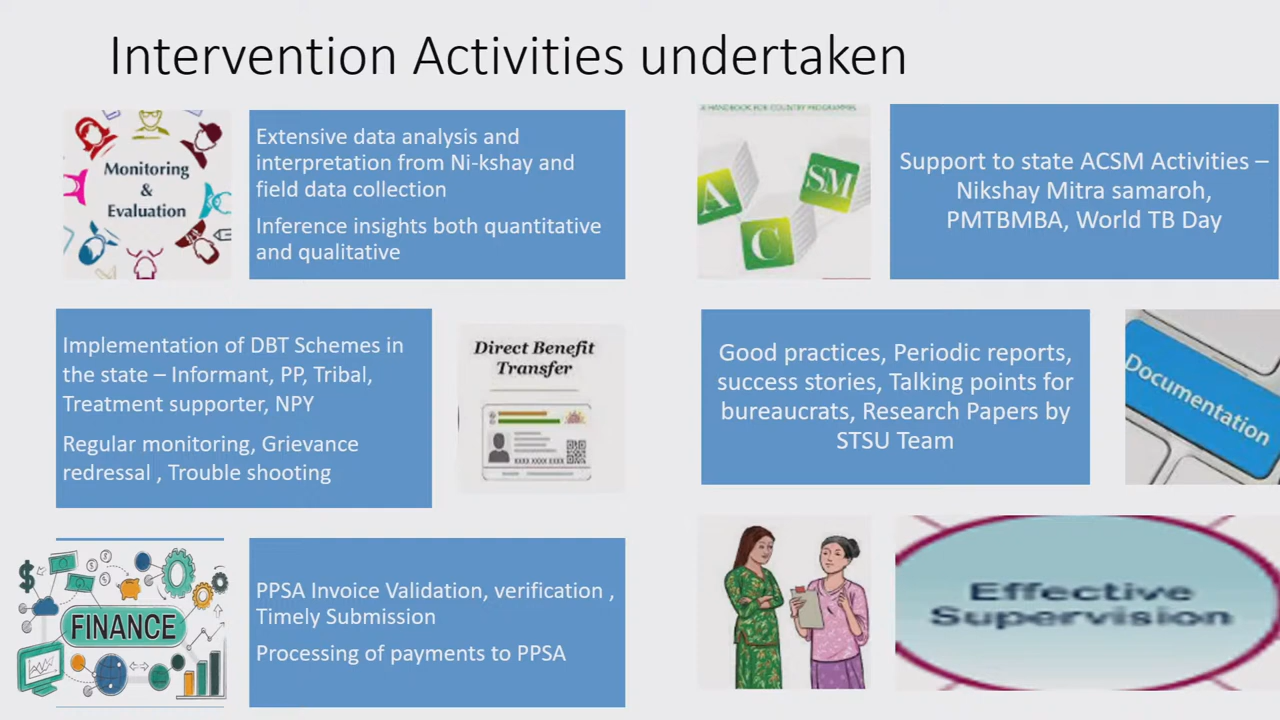 Intervention Activities undertaken
Monitoring
&
Evaluation
Extensive data analysis and
interpretation from Ni-kshay and
field data collection
Inference insights both quantitative
and qualitative
A HANDBOOK FOR COUNTRY PROGRAMMES
A
C
SM
Support to state ACSM Activities –
Nikshay Mitra samaroh,
PMTBMBA, World TB Day
Implementation of DBT Schemes in
the state – Informant, PP, Tribal,
Treatment supporter, NPY
Regular monitoring, Grievance
redressal , Trouble shooting
Direct Benefit
Transfer
XXXX XXXX XXXX
Good practices, Periodic reports,
success stories, Talking points for
bureaucrats, Research Papers by
STSU Team
Documentation
FINANCE
PPSA Invoice Validation, verification ,
Timely Submission
Processing of payments to PPSA
Effective
Supervision